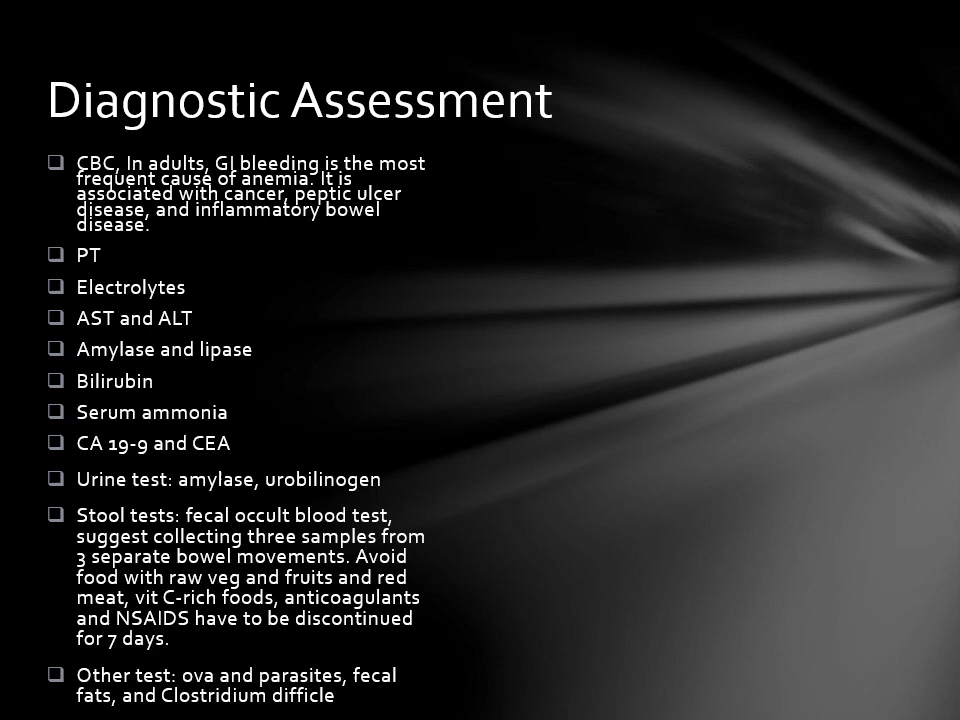 Diagnostic Assessment
CBC, In adults, GI bleeding is the most
frequent cause of anemia. It is
associated with cancer, peptic ulcer
disease, and inflammatory bowel
disease.
PT
Electrolytes
AST and ALT
Amylase and lipase
Bilirubin
Serum ammonia
CA 19-9 and CEA
Urine test: amylase, urobilinogen
Stool tests: fecal occult blood test,
suggest collecting three samples from
3 separate bowel movements. Avoid
food with raw veg and fruits and red
meat, vit C-rich foods, anticoagulants
and NSAIDS have to be discontinued
for 7 days.
Other test: ova and parasites, fecal
fats, and Clostridium difficle